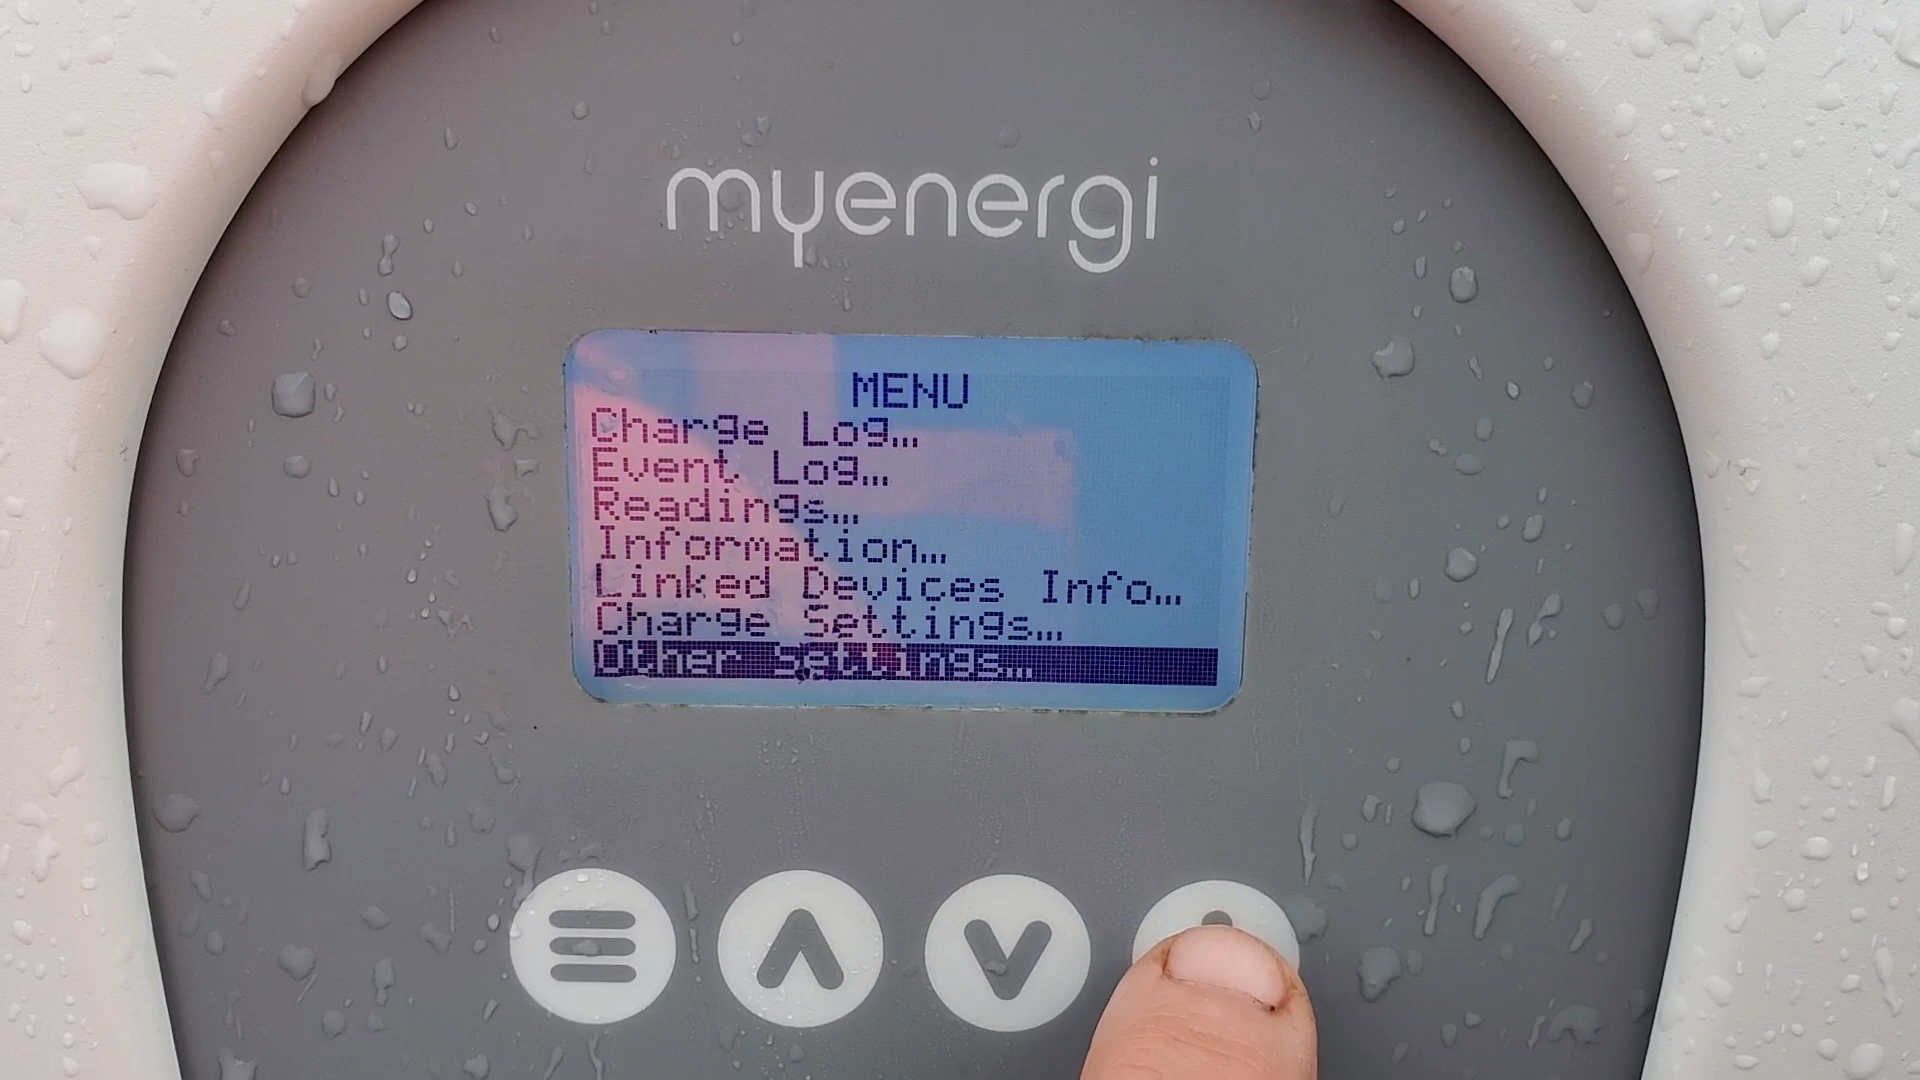 myenergi
MENU
Charge Log...
Event Log...
Readings...
Information...
Linked Devices Info...
Charge Settings...
Other Settings...